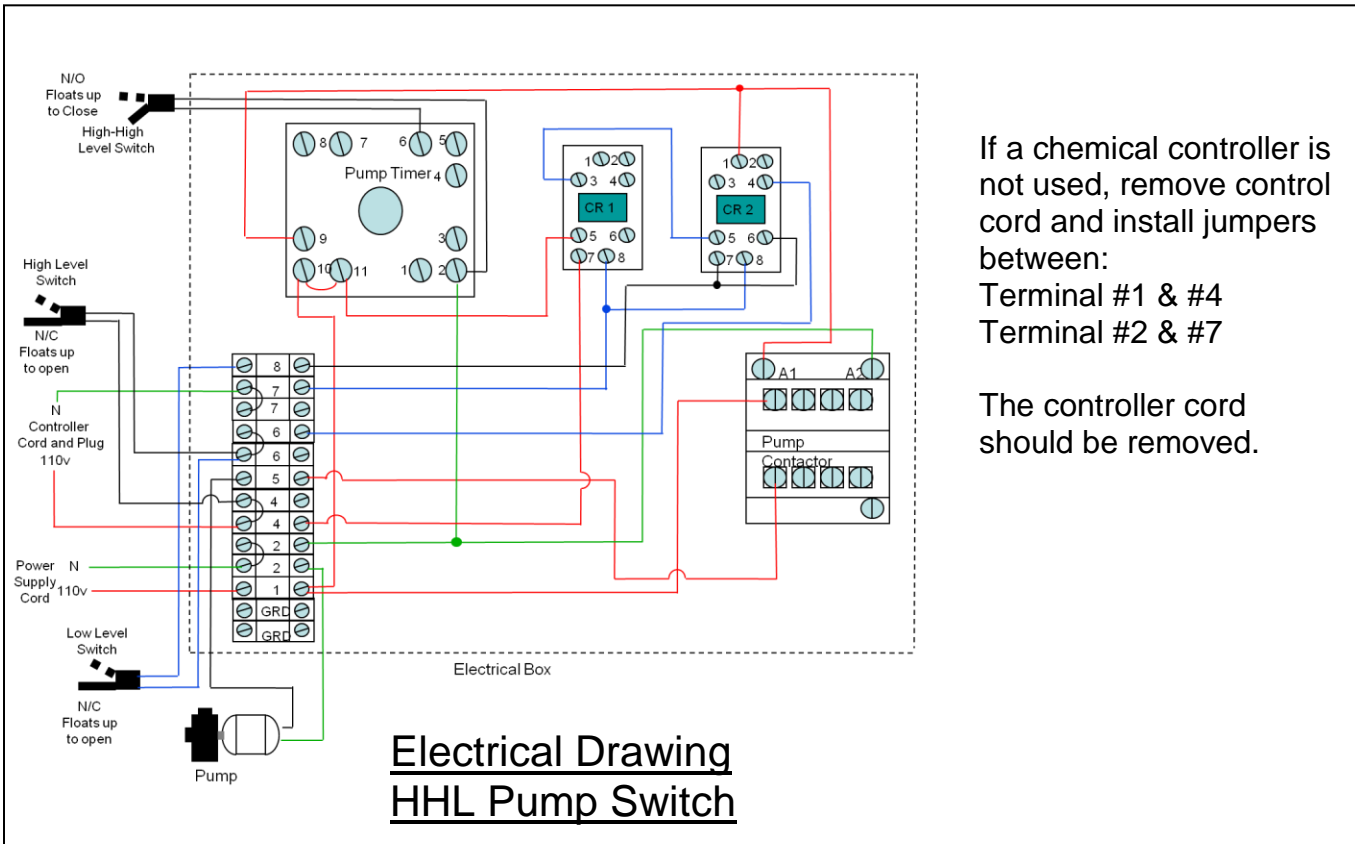 N/O
Floats up
to Close
High-High
Level Switch
8
7
6
5
Pump Timer
4
9
3
10
11
1
2
1
2
3
4
CR 1
5
6
7
8
1
2
3
4
CR 2
5
6
7
8
High Level
Switch
N/C
Floats up
to open
N
Controller
Cord and Plug
110v
Power
Supply
Cord
N
110v
8
7
7
6
6
5
4
4
2
2
1
GRD
GRD
A1
A2
Pump
Contactor
Low Level
Switch
N/C
Floats up
to open
Pump
Electrical Box
Electrical Drawing
HHL Pump Switch
If a chemical controller is
not used, remove control
cord and install jumpers
between:
Terminal #1 & #4
Terminal #2 & #7
The controller cord
should be removed.